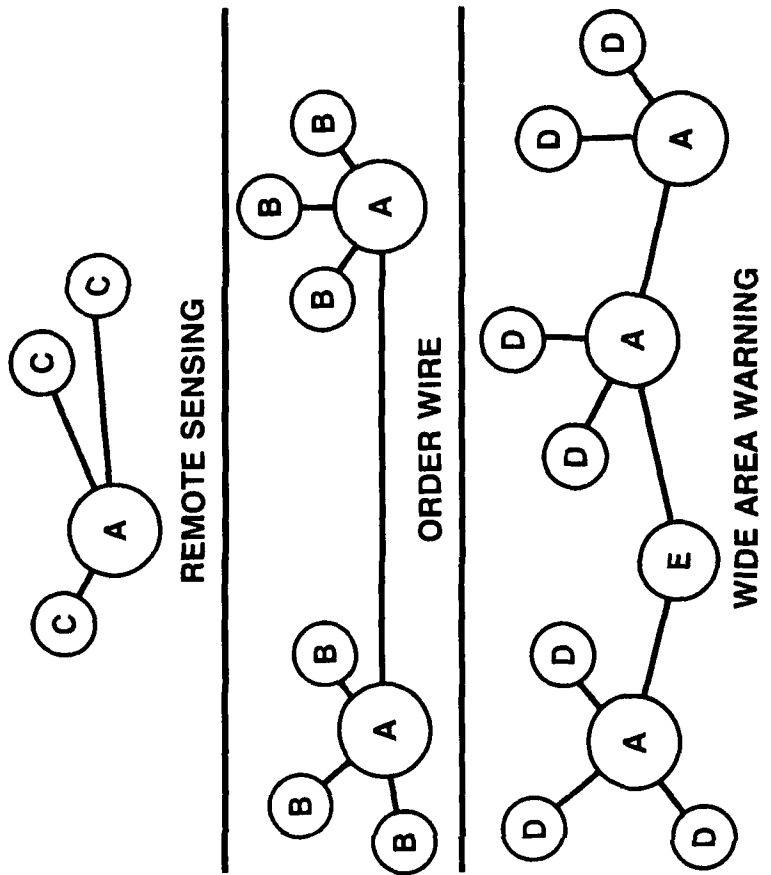 C
C C
A
REMOTE SENSING
B
B B B B
A A
B
ORDER WIRE
D
D D
D D
D
A A
E A
D
WIDE AREA WARNING